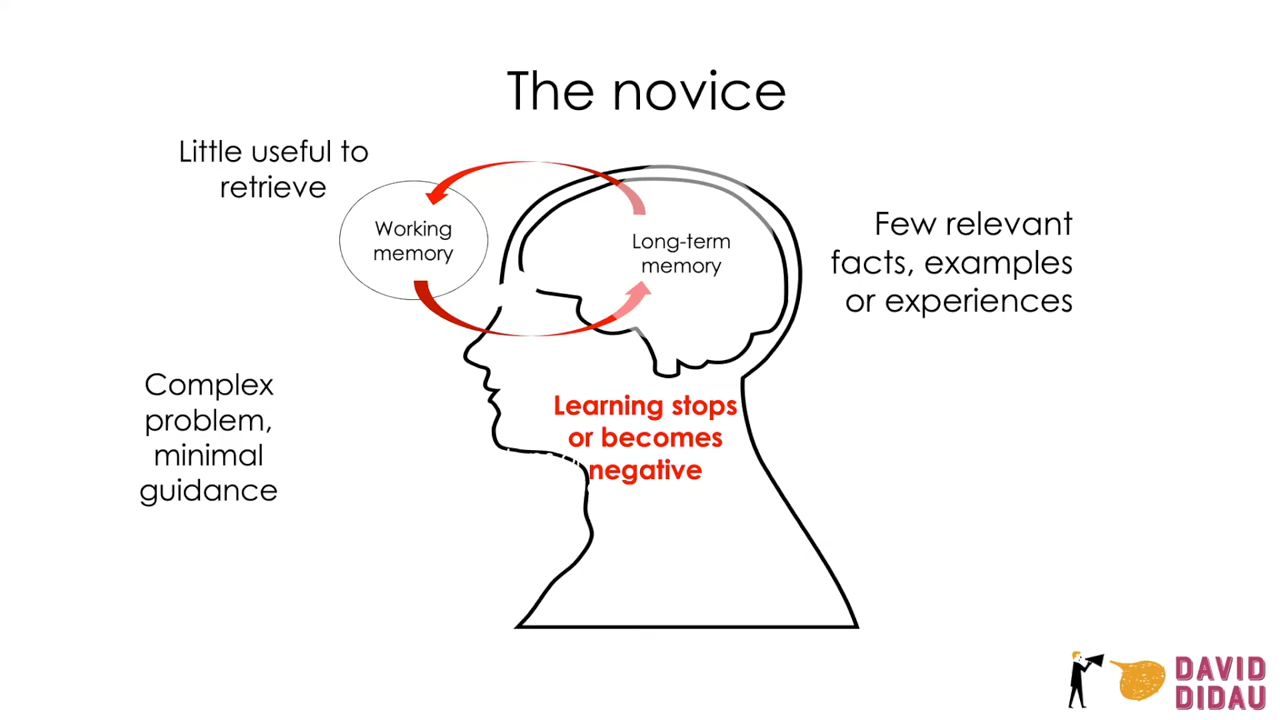 The novice
Little useful to
retrieve
Working
memory
Long-term
memory
Few relevant
facts, examples
or experiences
Complex
problem,
minimal
guidance
Learning stops
or becomes
negative
DAVID
DIDAU